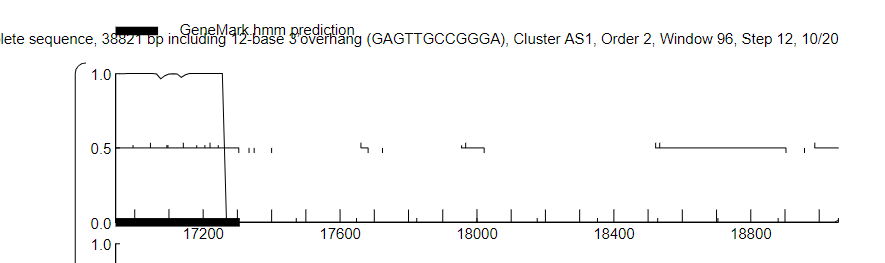 GeneMark.hmm prediction
lete sequence, 38821 bp including 12-base 3'overhang (GAGTTGCCGGGA), Cluster AS1, Order 2, Window 96, Step 12, 10/20
1.0
0.5
0.0
17200 17600 18000 18400 18800
1.0